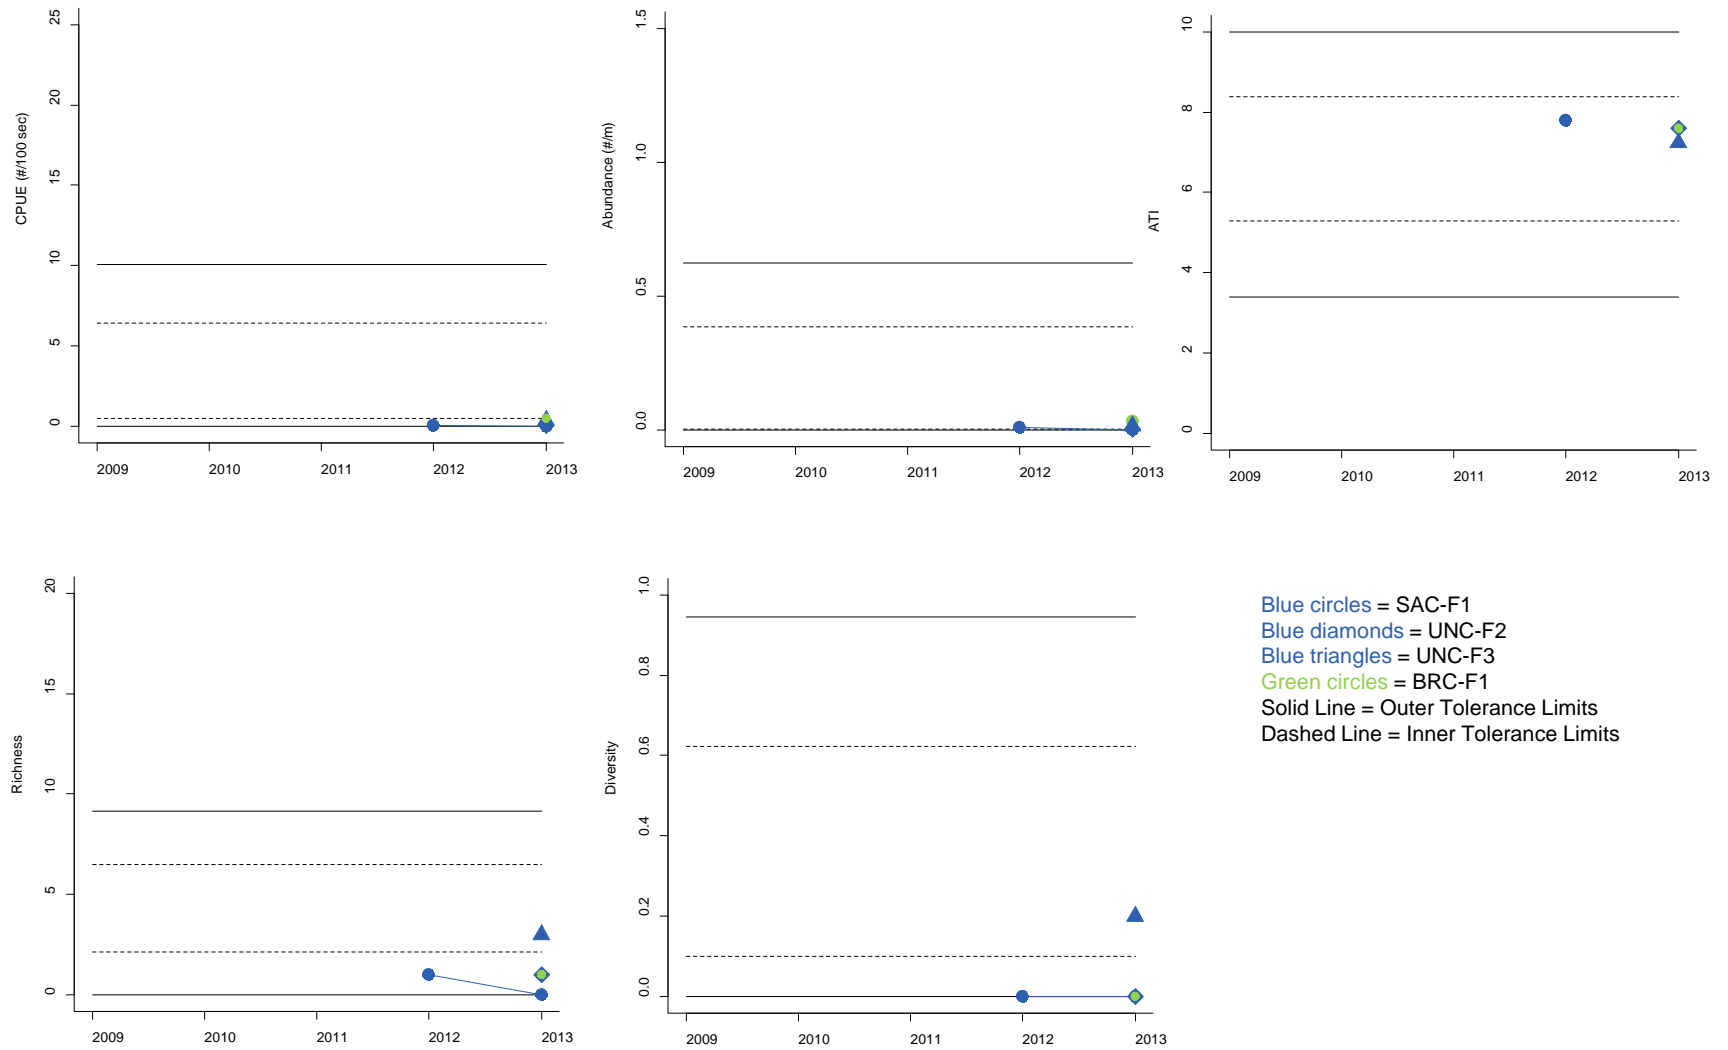 CPUE (#/100 sec)
25
20
15
10
5
0
2009 2010 2011 2012 2013
Abundance (#/m)
1.5
1.0
0.5
0.0
2009 2010 2011 2012 2013
ATI
10
8
6
4
2
0
2009 2010 2011 2012 2013
Richness
20
15
10
5
0
2009 2010 2011 2012 2013
Diversity
1.0
0.8
0.6
0.4
0.2
0.0
2009 2010 2011 2012 2013
Blue circles = SAC-F1
Blue diamonds = UNC-F2
Blue triangles = UNC-F3
Green circles = BRC-F1
Solid Line = Outer Tolerance Limits
Dashed Line = Inner Tolerance Limits